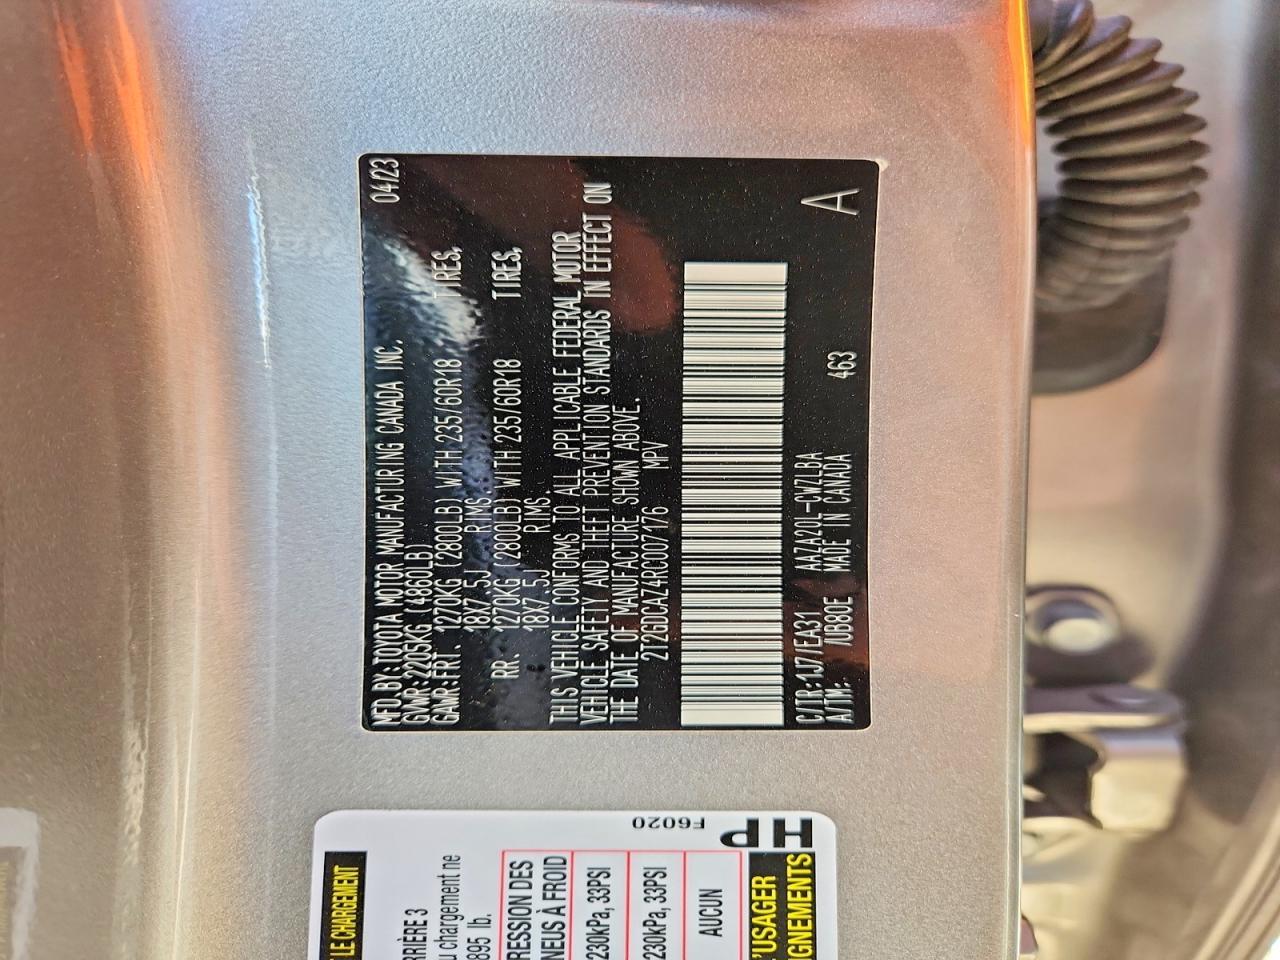 MFD.BY:TOYOTA MOTOR MANUFACTURING CANADA INC. 04/23
GVWR:2205KG (4860LB)
GAWR:FRT. 1270KG (2800LB) WITH 235/60R18 TIRES,
18X7.5J RIMS.
RR. 1270KG (2800LB) WITH 235/60R18 TIRES,
18X7.5J RIMS.
THIS VEHICLE CONFORMS TO ALL APPLICABLE FEDERAL MOTOR
VEHICLE SAFETY AND THEFT PREVENTION STANDARDS IN EFFECT ON
THE DATE OF MANUFACTURE SHOWN ABOVE.
2T2GDCAZ4RC007176 MPV
C/TR:1J7/EA31 AAZA20L-CWZLBA
A/TM: /UB80E MADE IN CANADA 463 A
LE CHARGEMENT
RRIÈRE 3
u chargement ne
895 lb.
RESSION DES
NEUS À FROID
230kPa, 33PSI
230kPa, 33PSI
AUCUN
L'USAGER
GNEMENTS
F6020
HP